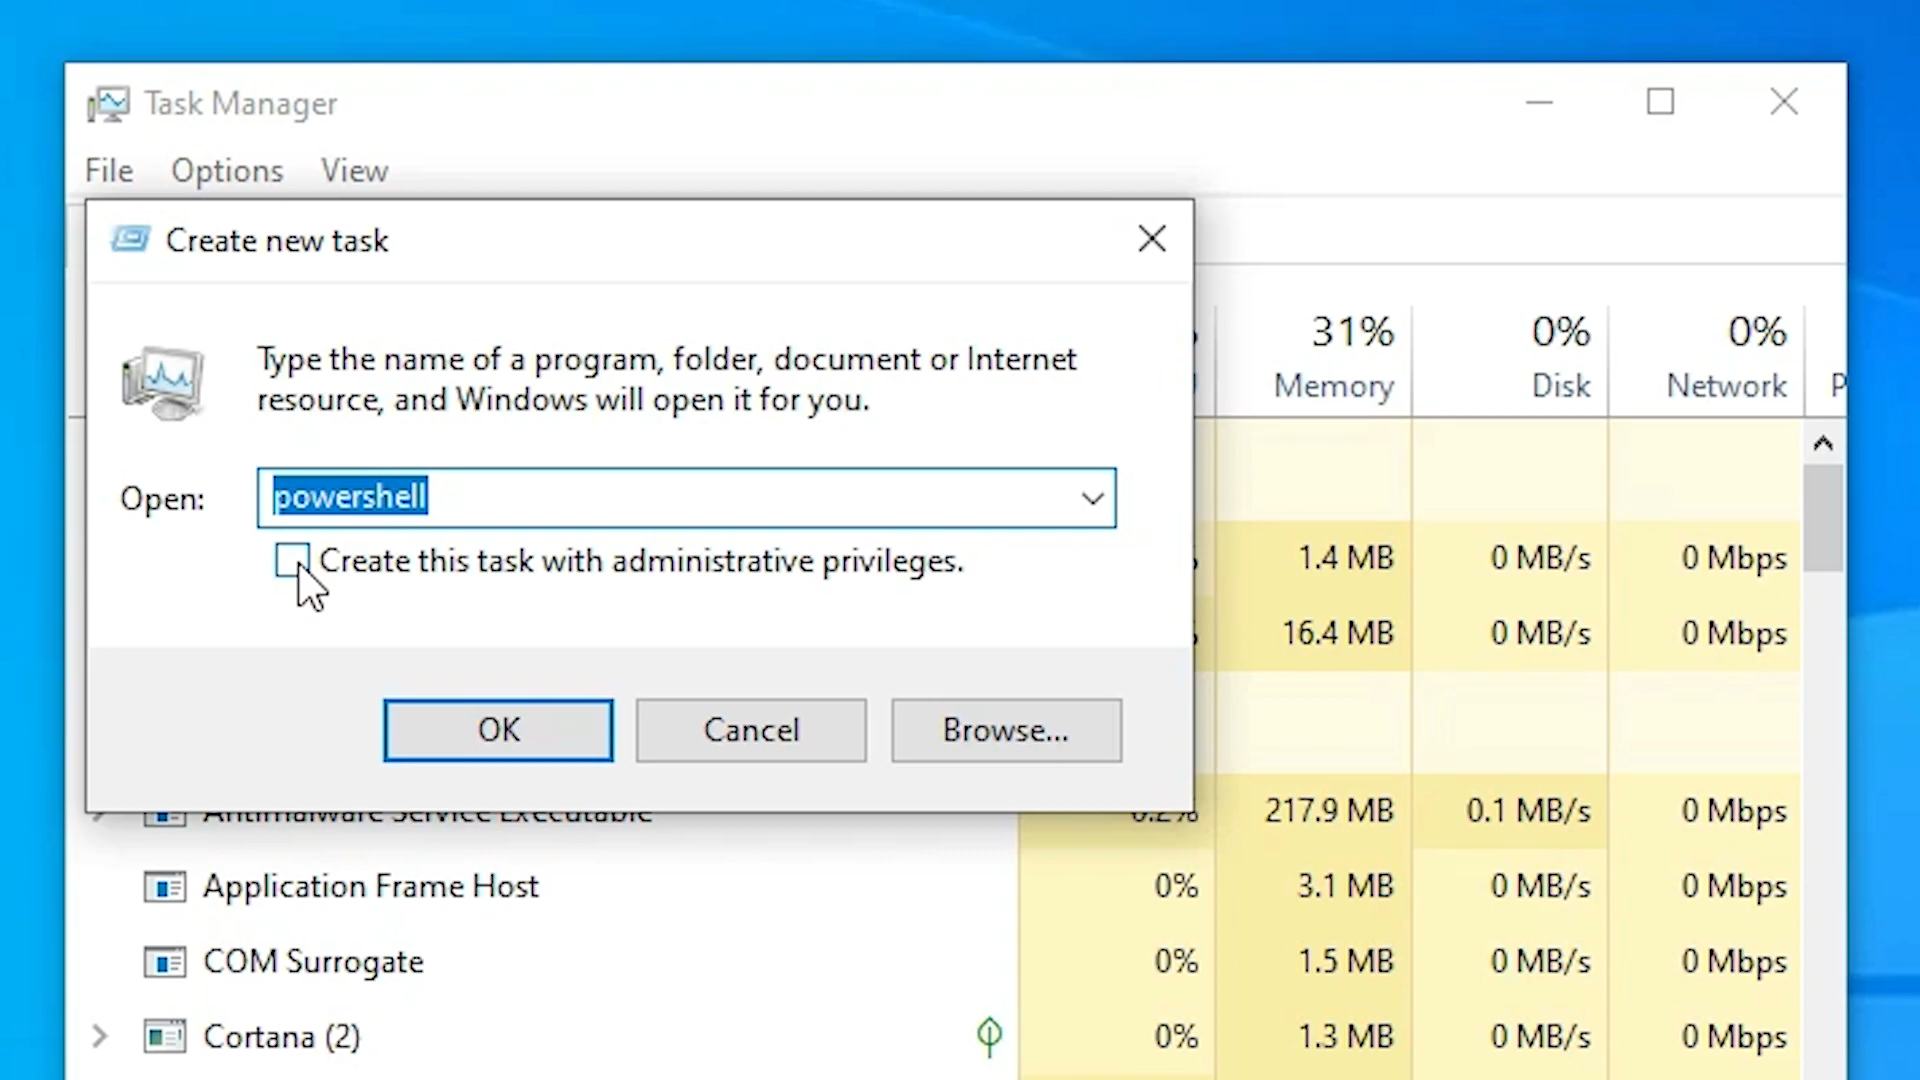 Task Manager
File Options View
Create new task
Type the name of a program, folder, document or Internet
resource, and Windows will open it for you.
Open: powershell
Create this task with administrative privileges.
OK Cancel Browse...
31% 0% 0%
Memory Disk Network P
1.4 MB 0 MB/s 0 Mbps
16.4 MB 0 MB/s 0 Mbps
Antimalware Service Executable 0.2% 217.9 MB 0.1 MB/s 0 Mbps
Application Frame Host 0% 3.1 MB 0 MB/s 0 Mbps
COM Surrogate 0% 1.5 MB 0 MB/s 0 Mbps
Cortana (2) 0% 1.3 MB 0 MB/s 0 Mbps